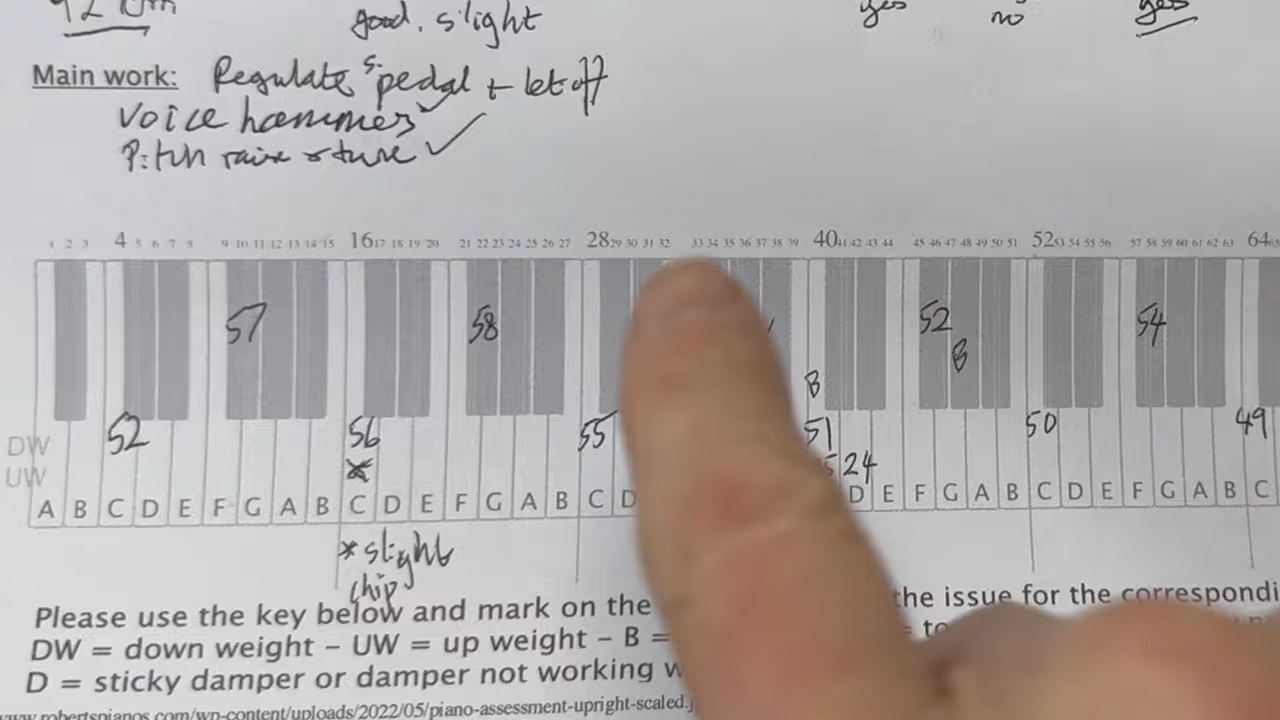 good. slight yes no yes
Main work: Regulate s. pedal + let off
Voice hammers
Pitch raise & tune ✓
1 2 3 4 5 6 7 8 9 10 11 12 13 14 15 16 17 18 19 20 21 22 23 24 25 26 27 28 29 30 31 32 33 34 35 36 37 38 39 40 41 42 43 44 45 46 47 48 49 50 51 52 53 54 55 56 57 58 59 60 61 62 63 64
57 58 52 54
B B
DW 52 56 55 51 50 49
UW 24
A B C D E F G A B C D E F G A B C D D E F G A B C D E F G A B C
*slight
chip
Please use the key below and mark on the the issue for the correspondi
DW = down weight – UW = up weight – B =
D = sticky damper or damper not working w
www.robertspianos.com/wp-content/uploads/2022/05/piano-assessment-upright-scaled.j